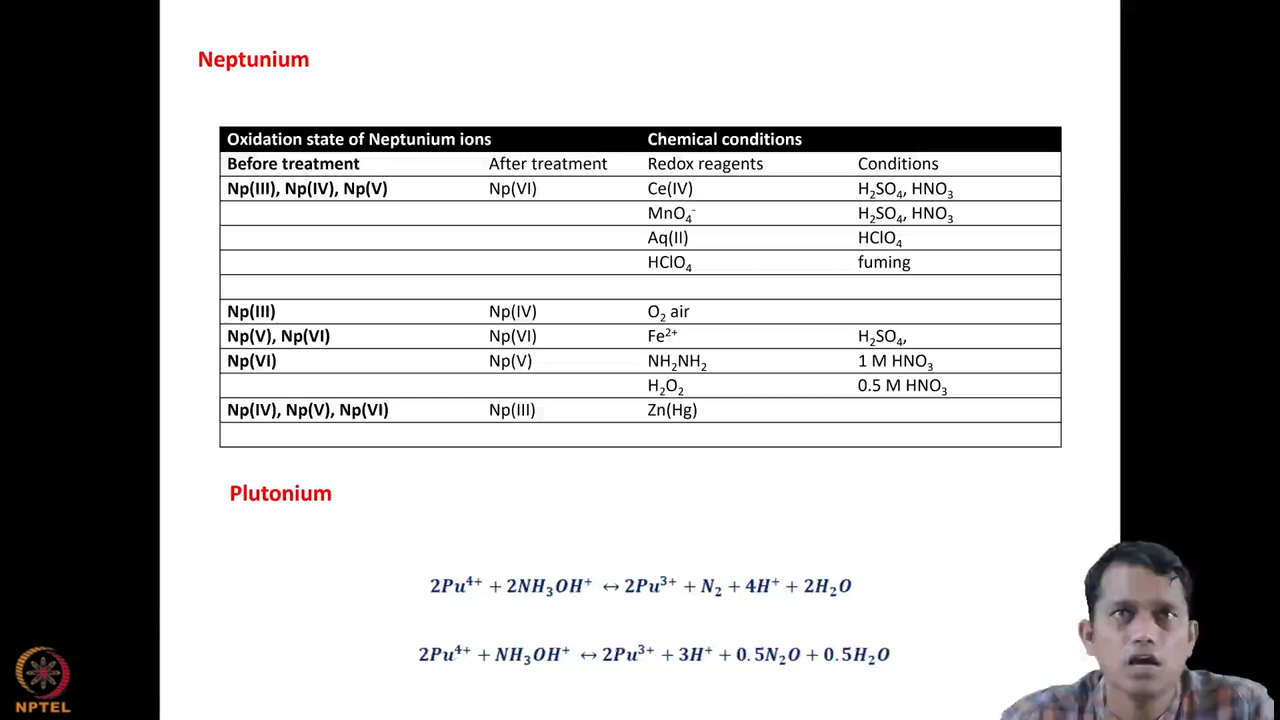 Neptunium
Oxidation state of Neptunium ions Chemical conditions
Before treatment After treatment Redox reagents Conditions
Np(III), Np(IV), Np(V) Np(VI) Ce(IV) H₂SO₄, HNO₃
MnO₄⁻ H₂SO₄, HNO₃
Aq(II) HClO₄
HClO₄ fuming
Np(III) Np(IV) O₂ air
Np(V), Np(VI) Np(VI) Fe²⁺ H₂SO₄,
Np(VI) Np(V) NH₂NH₂ 1 M HNO₃
H₂O₂ 0.5 M HNO₃
Np(IV), Np(V), Np(VI) Np(III) Zn(Hg)
Plutonium
2Pu⁴⁺ + 2NH₃OH⁺ ↔ 2Pu³⁺ + N₂ + 4H⁺ + 2H₂O
2Pu⁴⁺ + NH₃OH⁺ ↔ 2Pu³⁺ + 3H⁺ + 0.5N₂O + 0.5H₂O
NPTEL